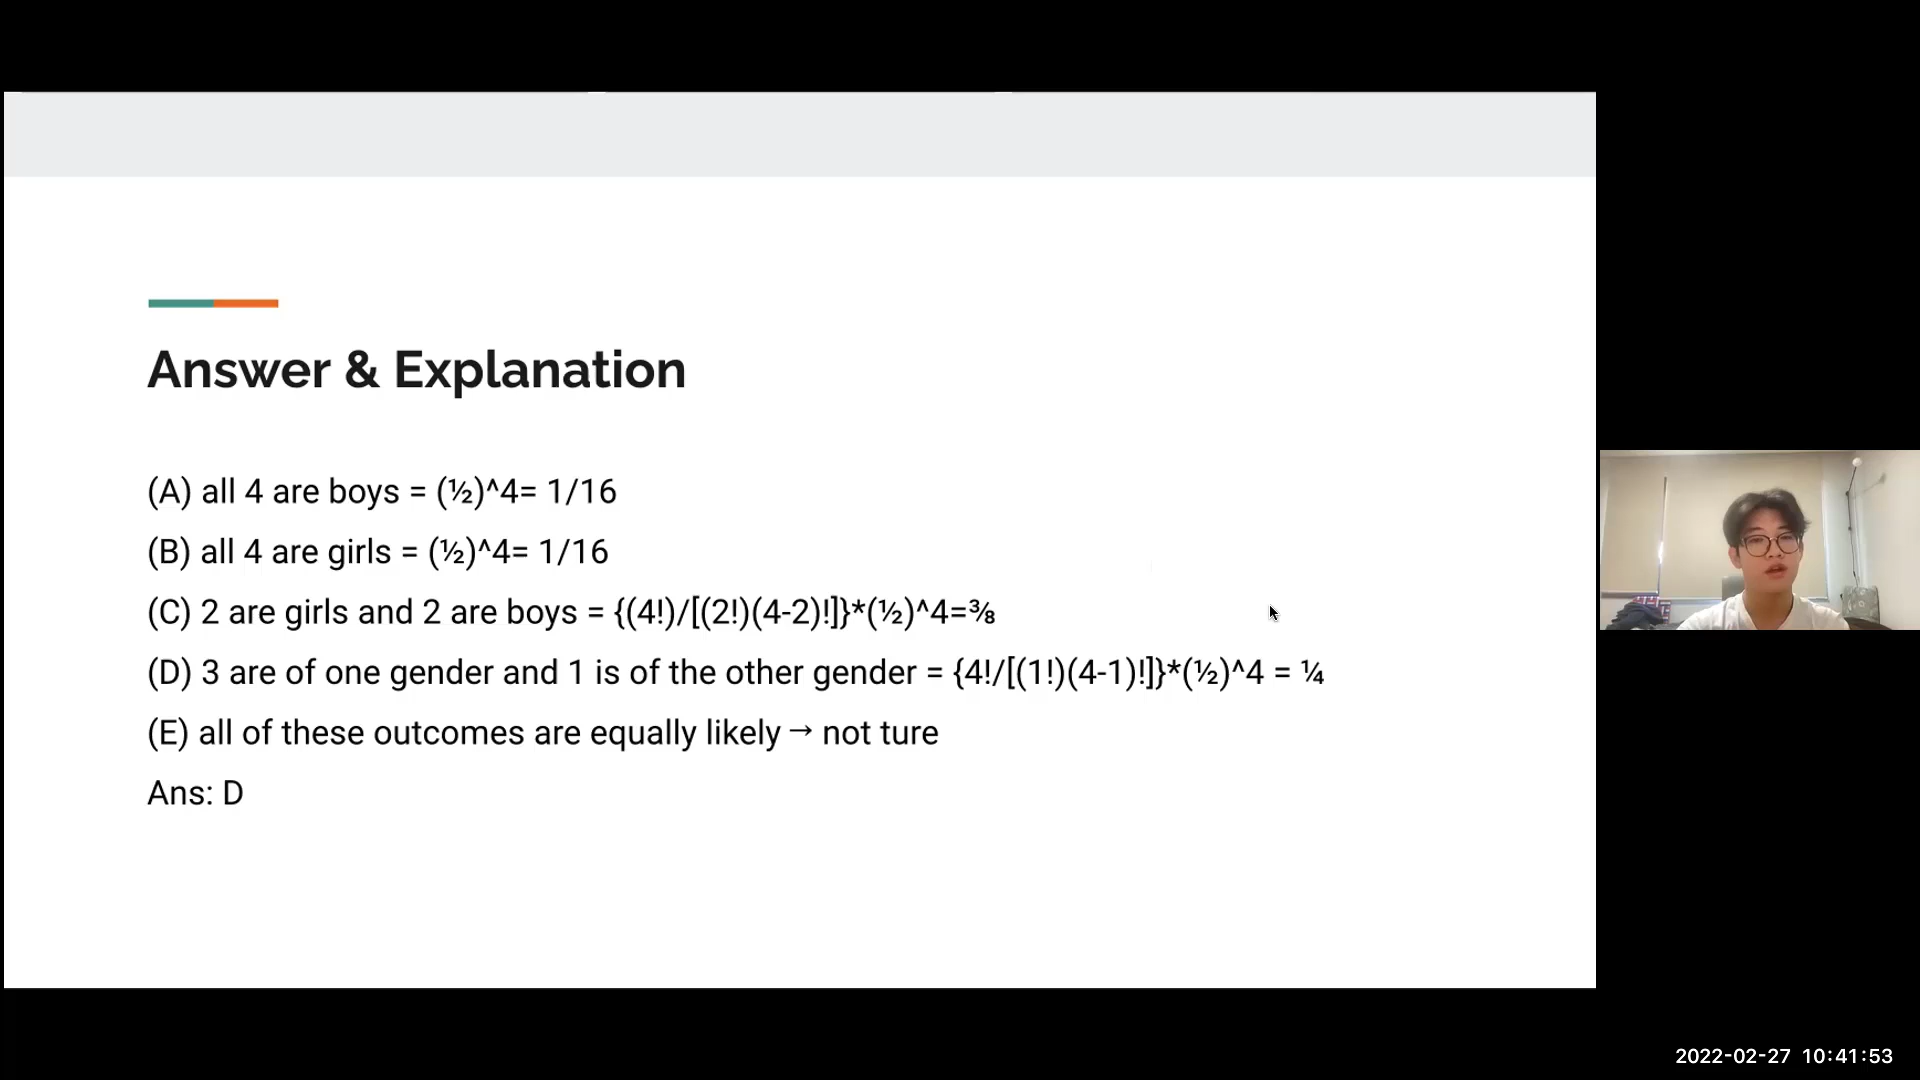 Answer & Explanation
(A) all 4 are boys = (½)^4= 1/16
(B) all 4 are girls = (½)^4= 1/16
(C) 2 are girls and 2 are boys = {(4!)/[(2!)(4-2)!]}*(½)^4=⅜
(D) 3 are of one gender and 1 is of the other gender = {4!/[(1!)(4-1)!]}*(½)^4 = ¼
(E) all of these outcomes are equally likely → not ture
Ans: D
2022-02-27 10:41:53